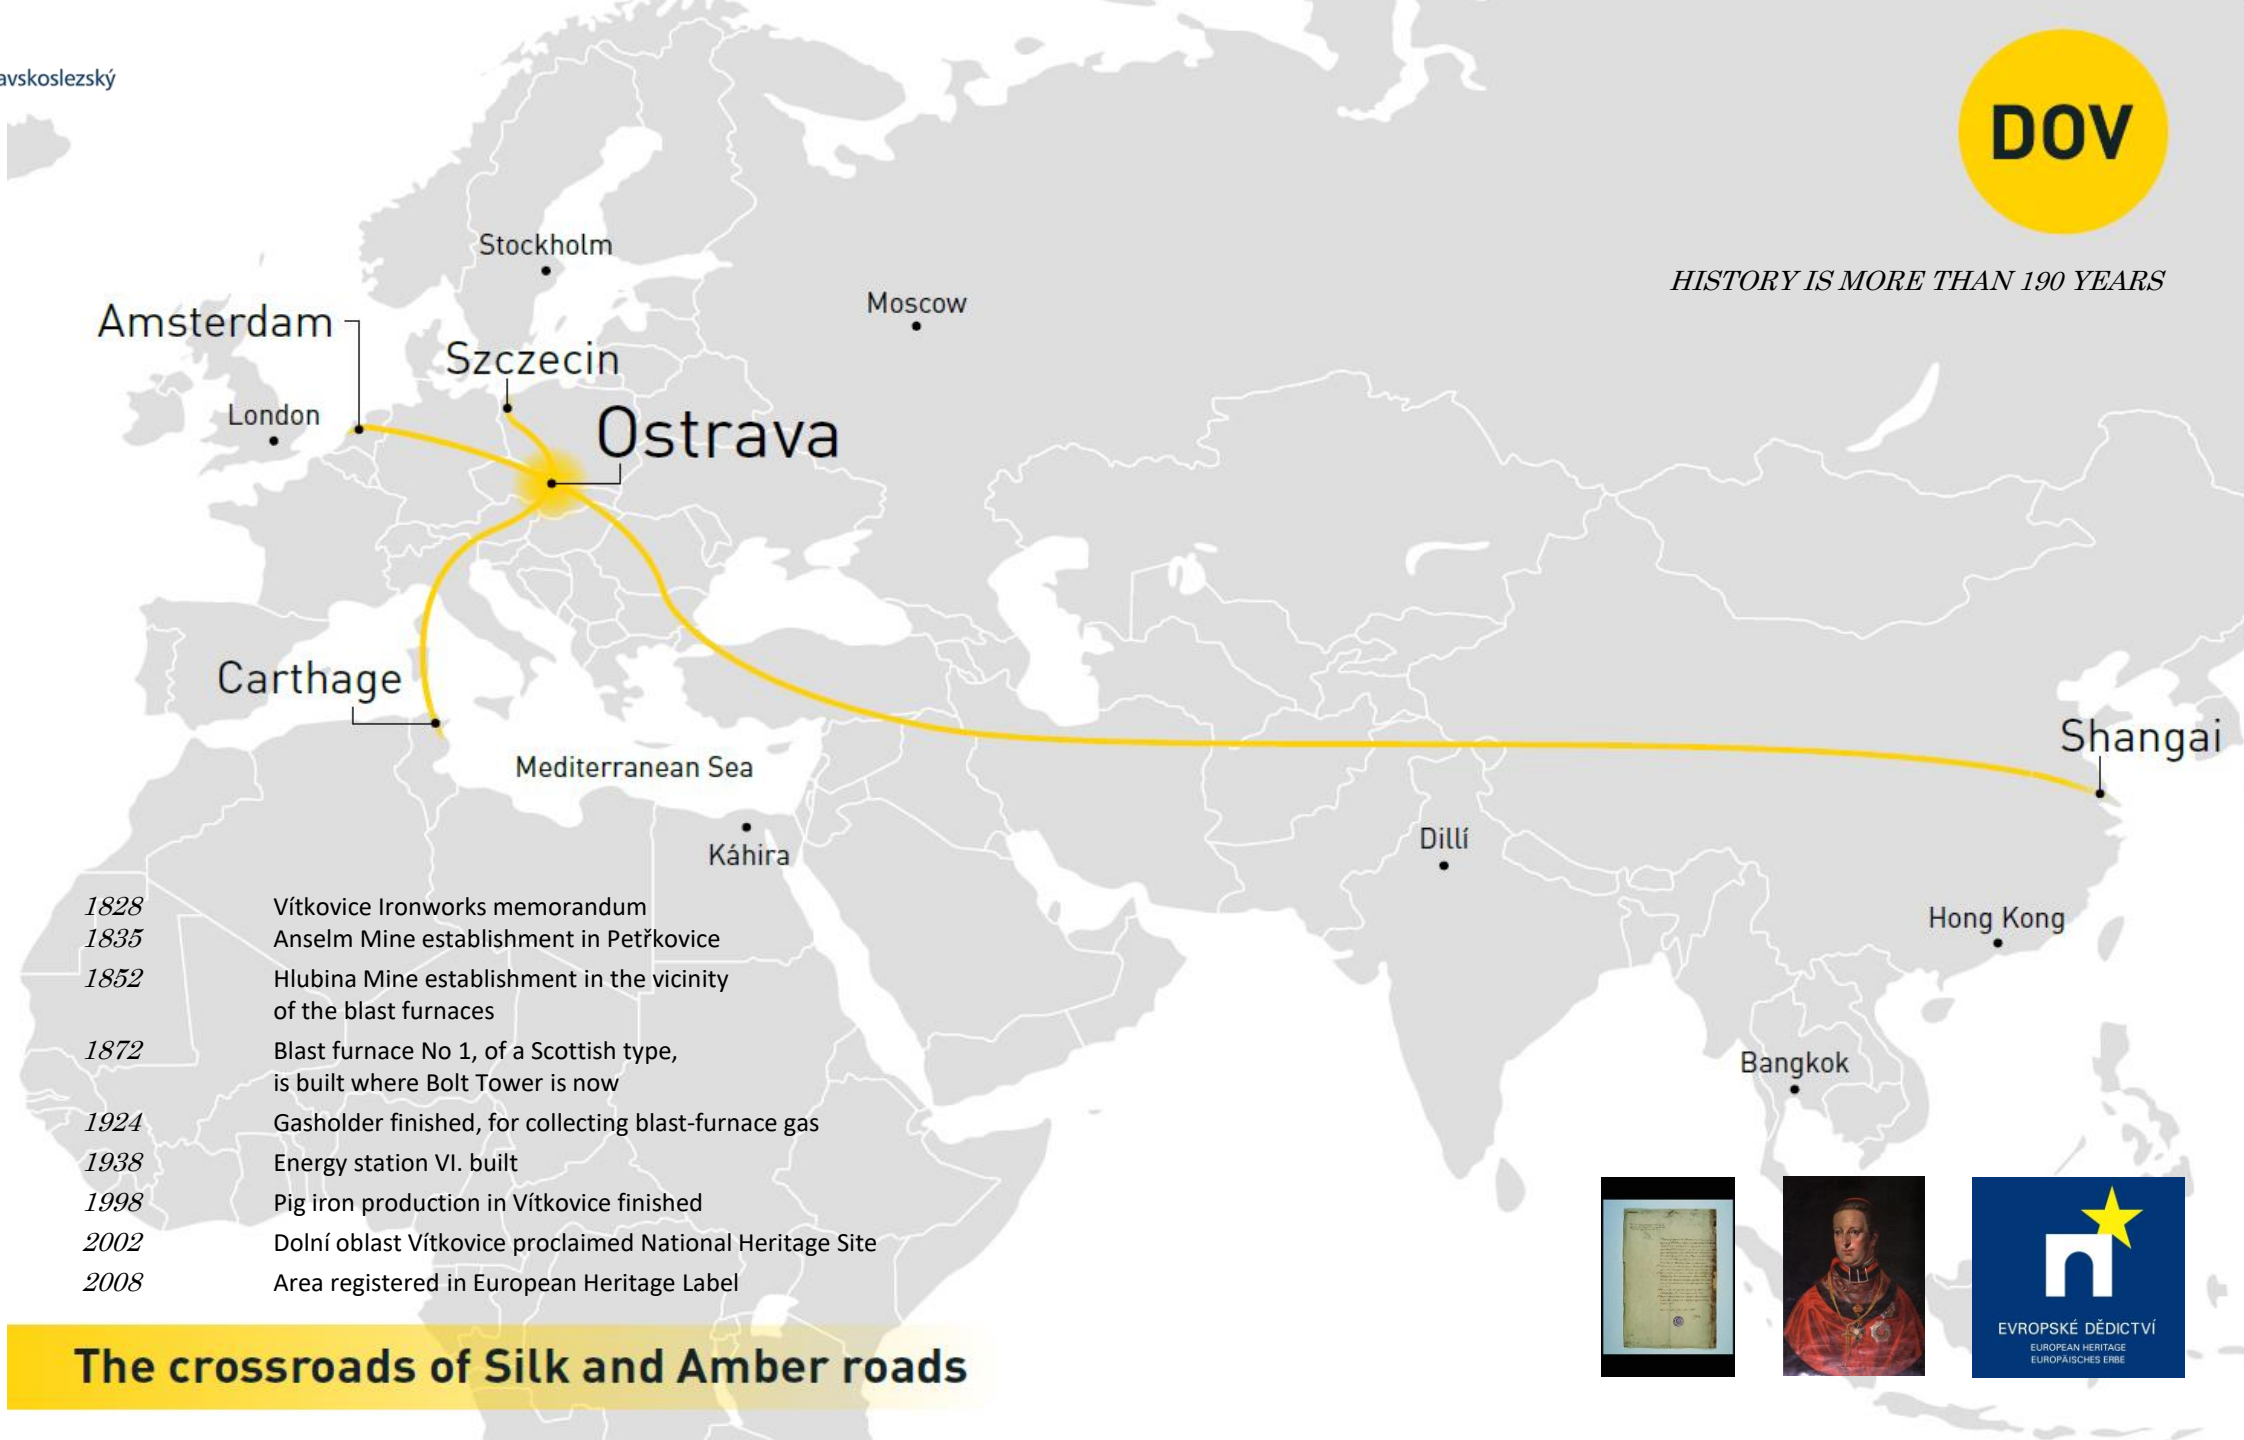 avskoslezský
DOV
HISTORY IS MORE THAN 190 YEARS
Stockholm
Moscow
Amsterdam
Szczecin
London
Ostrava
Carthage
Shangai
Mediterranean Sea
Dillí
Káhira
Hong Kong
Bangkok
1828 Vítkovice Ironworks memorandum
1835 Anselm Mine establishment in Petřkovice
1852 Hlubina Mine establishment in the vicinity
of the blast furnaces
1872 Blast furnace No 1, of a Scottish type,
is built where Bolt Tower is now
1924 Gasholder finished, for collecting blast-furnace gas
1938 Energy station VI. built
1998 Pig iron production in Vítkovice finished
2002 Dolní oblast Vítkovice proclaimed National Heritage Site
2008 Area registered in European Heritage Label
The crossroads of Silk and Amber roads
n
EVROPSKÉ DĚDICTVÍ
EUROPEAN HERITAGE
EUROPÄISCHES ERBE